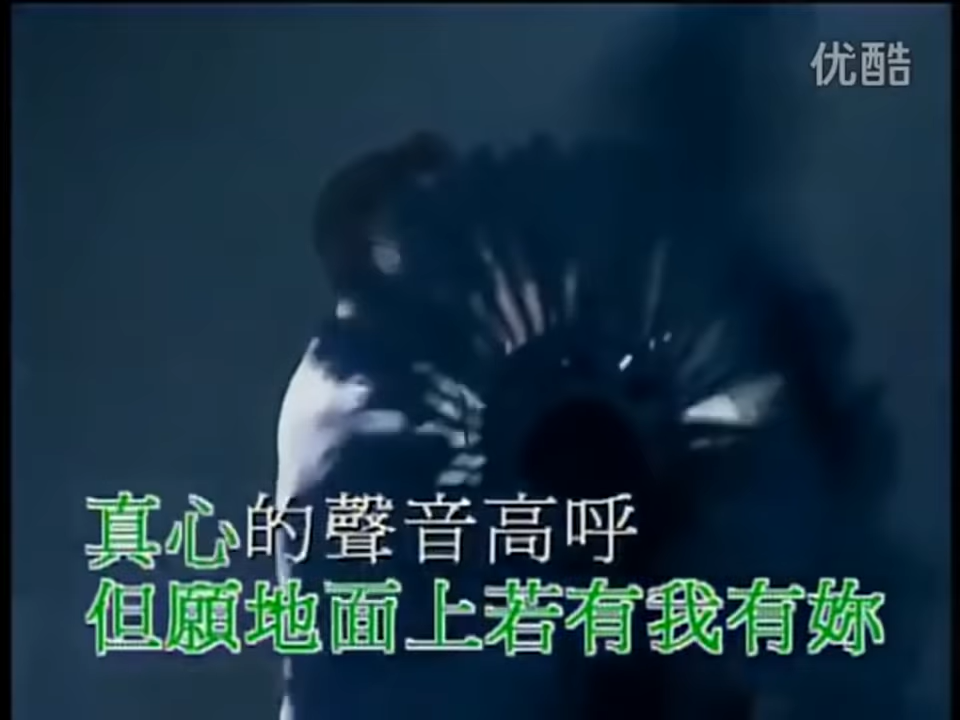 优酷
真心的聲音高呼
但願地面上若有我有妳